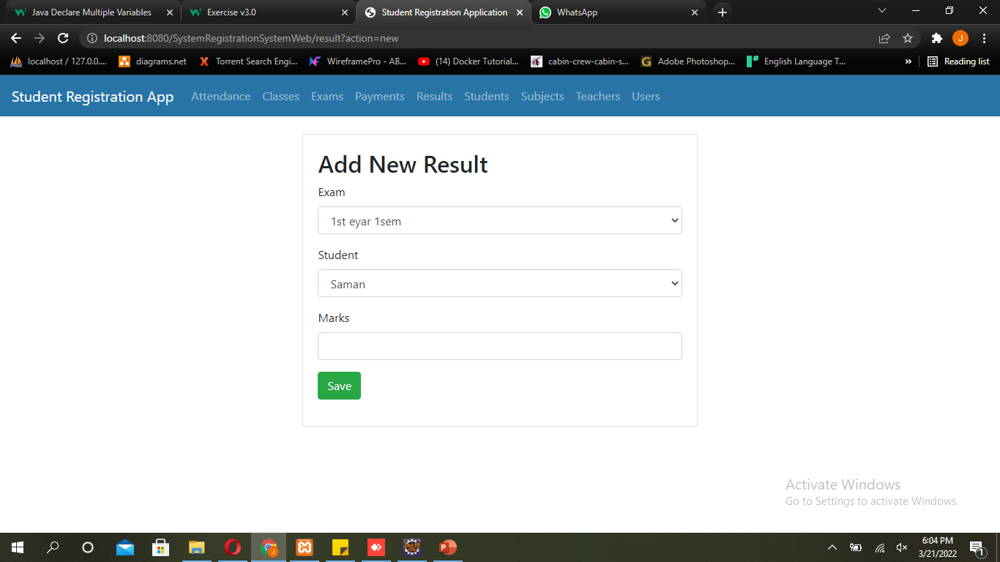 Java Declare Multiple Variables
Exercise v3.0
Student Registration Application
WhatsApp
localhost:8080/SystemRegistrationSystemWeb/result?action=new
J
localhost / 127.0.0....
diagrams.net
Torrent Search Engi...
WireframePro - AB...
(14) Docker Tutorial...
cabin-crew-cabin-s...
Adobe Photoshop...
English Language T...
»
Reading list
Student Registration App
Attendance
Classes
Exams
Payments
Results
Students
Subjects
Teachers
Users
Add New Result
Exam
1st eyar 1sem
Student
Saman
Marks
Save
Activate Windows
Go to Settings to activate Windows.
6:04 PM
3/21/2022
1